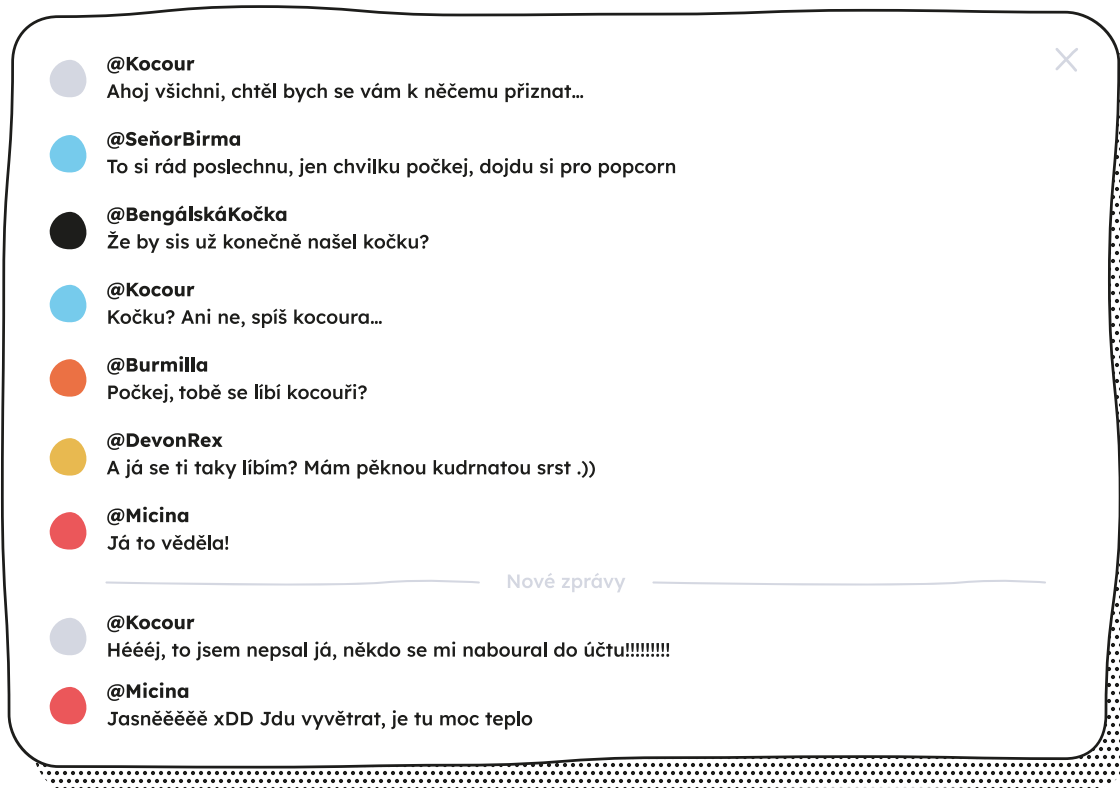 @Kocour
Ahoj všichni, chtěl bych se vám k něčemu přiznat...
@SeňorBirma
To si rád poslechnu, jen chvilku počkej, dojdu si pro popcorn
@BengálskáKočka
Že by sis už konečně našel kočku?
@Kocour
Kočku? Ani ne, spíš kocoura...
@Burmilla
Počkej, tobě se líbí kocouři?
@DevonRex
A já se ti taky líbím? Mám pěknou kudrnatou srst .))
@Micina
Já to věděla!
Nové zprávy
@Kocour
Héééj, to jsem nepsal já, někdo se mi naboural do účtu!!!!!!!!!
@Micina
Jasněěěěě xDD Jdu vyvětrat, je tu moc teplo